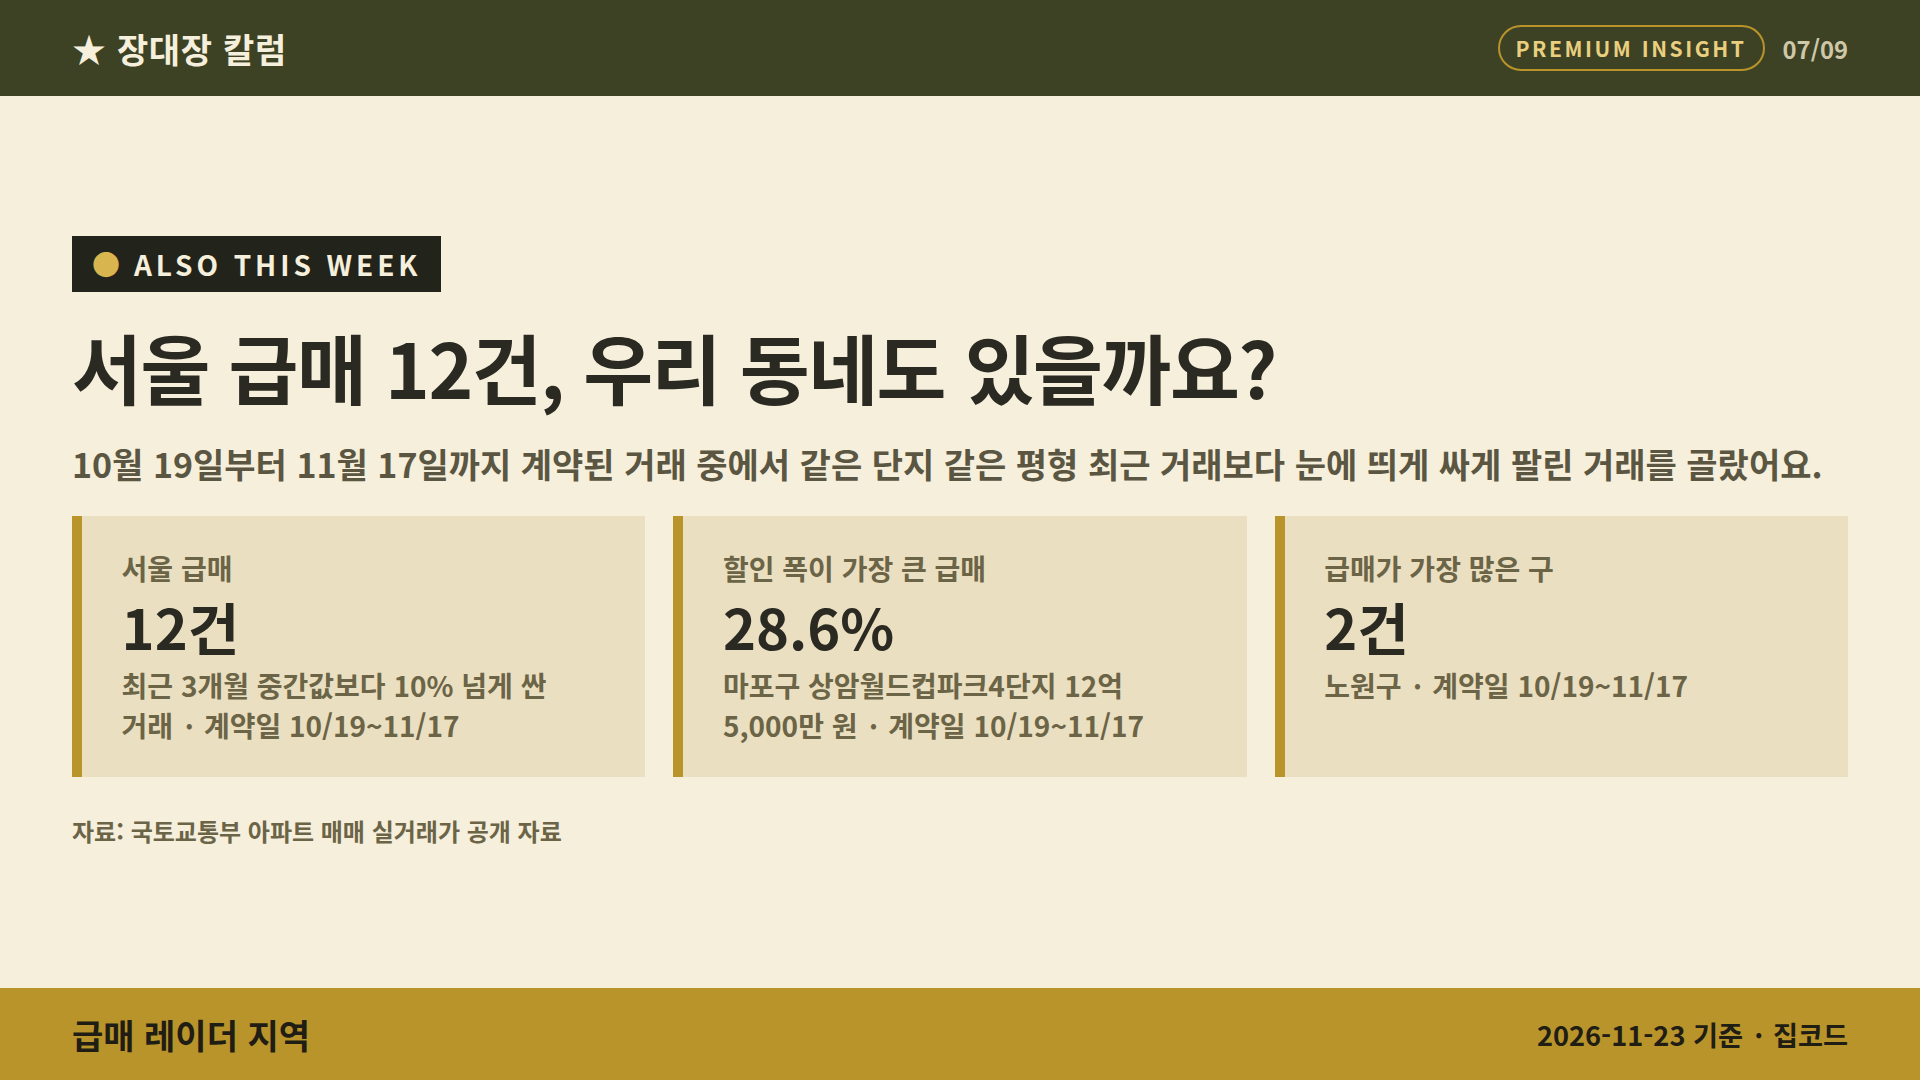 ★ 장대장 칼럼
PREMIUM INSIGHT 07/09
ALSO THIS WEEK
서울 급매 12건, 우리 동네도 있을까요?
10월 19일부터 11월 17일까지 계약된 거래 중에서 같은 단지 같은 평형 최근 거래보다 눈에 띄게 싸게 팔린 거래를 골랐어요.
서울 급매
12건
최근 3개월 중간값보다 10% 넘게 싼
거래 · 계약일 10/19~11/17
할인 폭이 가장 큰 급매
28.6%
마포구 상암월드컵파크4단지 12억
5,000만 원 · 계약일 10/19~11/17
급매가 가장 많은 구
2건
노원구 · 계약일 10/19~11/17
자료: 국토교통부 아파트 매매 실거래가 공개 자료
급매 레이더 지역
2026-11-23 기준 · 집코드